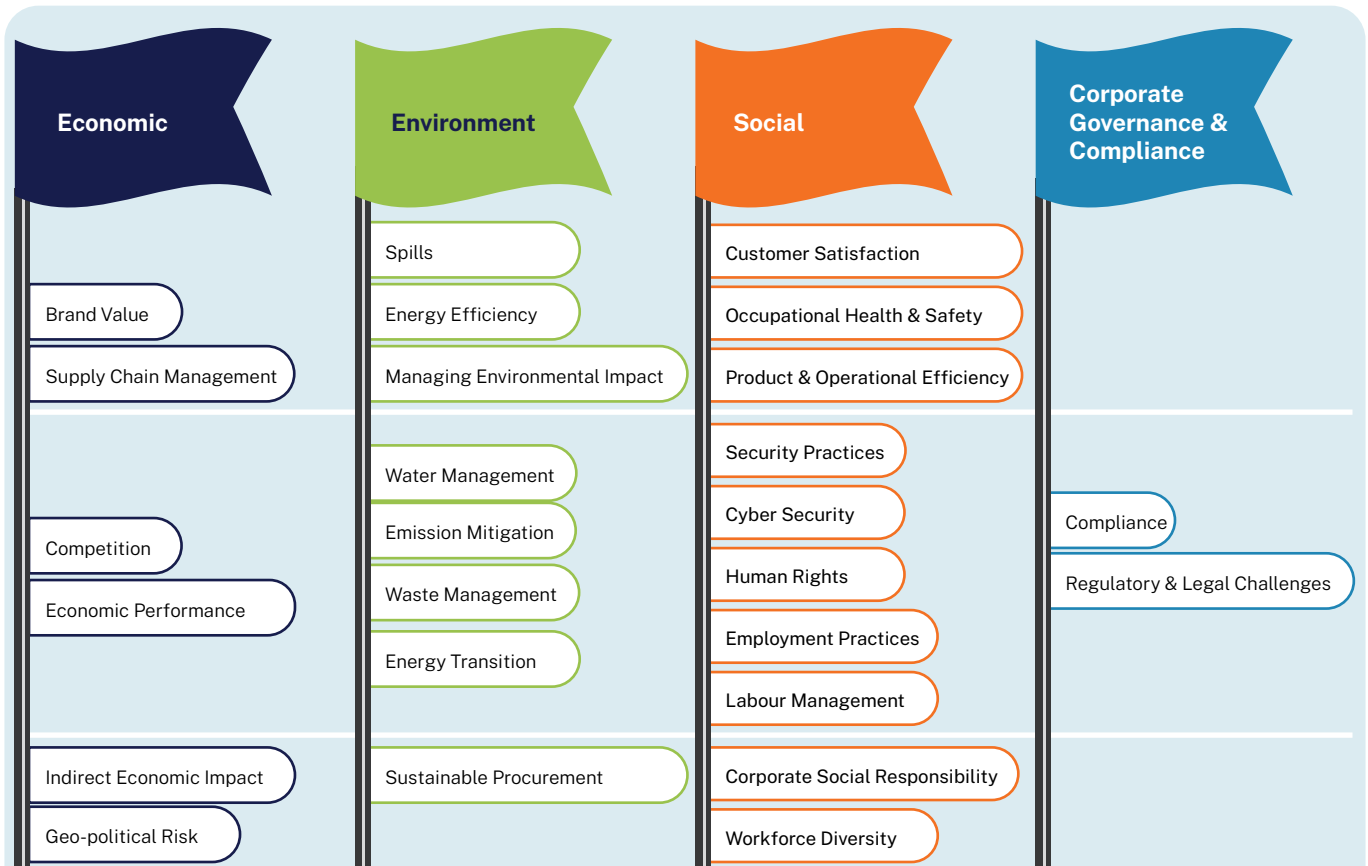 Economic
Environment
Social
Corporate
Governance &
Compliance
Spills
Customer Satisfaction
Brand Value
Energy Efficiency
Occupational Health & Safety
Supply Chain Management
Managing Environmental Impact
Product & Operational Efficiency
Security Practices
Water Management
Cyber Security
Compliance
Competition
Emission Mitigation
Human Rights
Regulatory & Legal Challenges
Economic Performance
Waste Management
Employment Practices
Energy Transition
Labour Management
Indirect Economic Impact
Sustainable Procurement
Corporate Social Responsibility
Geo-political Risk
Workforce Diversity